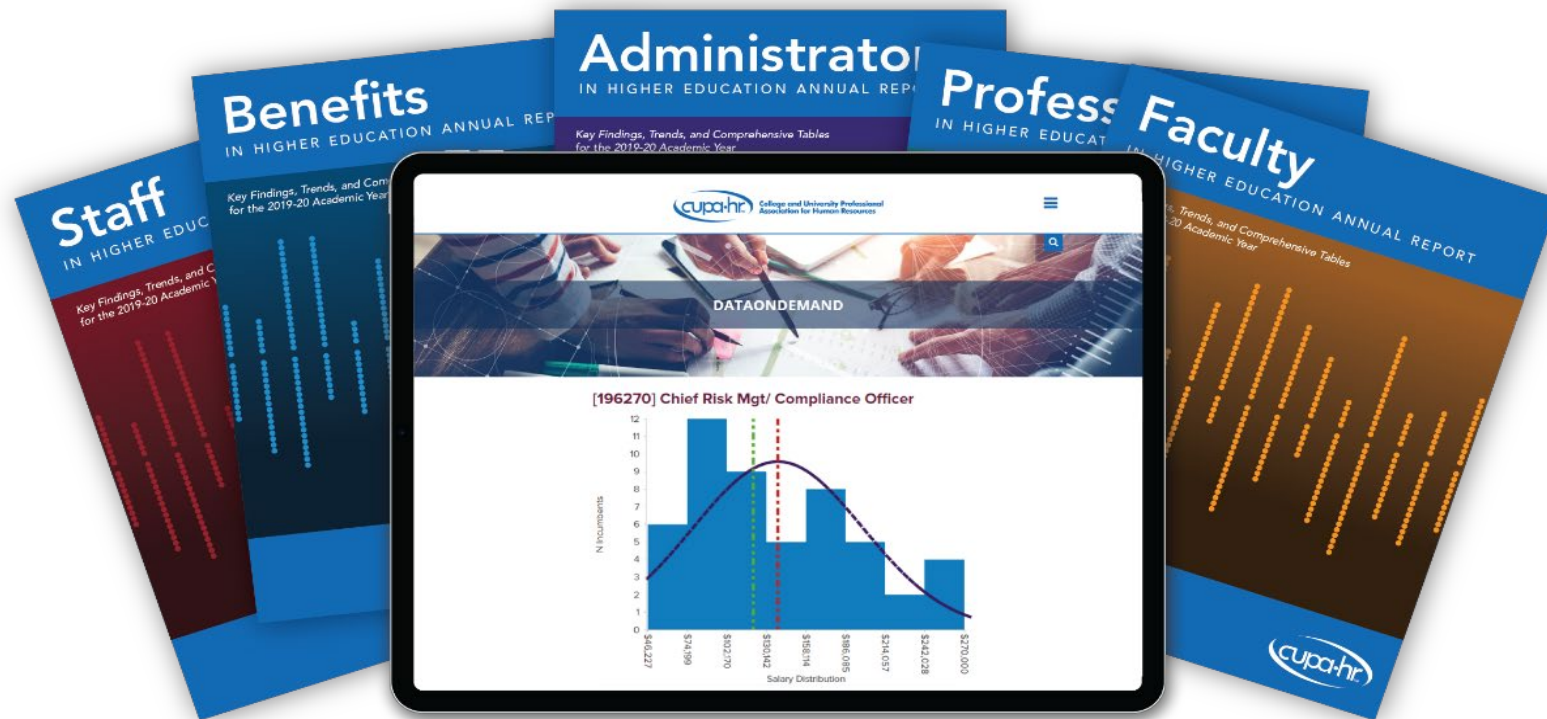 Staff
IN HIGHER EDUC
Key Findings, Trends, and C
for the 2019-20 Academic Y
Benefits
IN HIGHER EDUCATION ANNUAL REP
Key Findings, Trends, and Com
for the 2019-20 Academic Year
Administrato
IN HIGHER EDUCATION ANNUAL REP
Key Findings, Trends, and Comprehensive Tables
for the 2019-20 Academic Year
Profess
IN HIGHER EDUCAT
Faculty
IN HIGHER EDUCATION ANNUAL REPORT
s, Trends, and Comprehensive Tables
-20 Academic Year
cupa-hr
cupa-hr
College and University Professional
Association for Human Resources
DATAONDEMAND
[196270] Chief Risk Mgt/ Compliance Officer
12
11
10
9
8
7
6
5
4
3
2
1
0
N Incumbents
$46,227
$74,199
$102,170
$130,142
$158,114
$186,085
$214,057
$242,028
$270,000
Salary Distribution